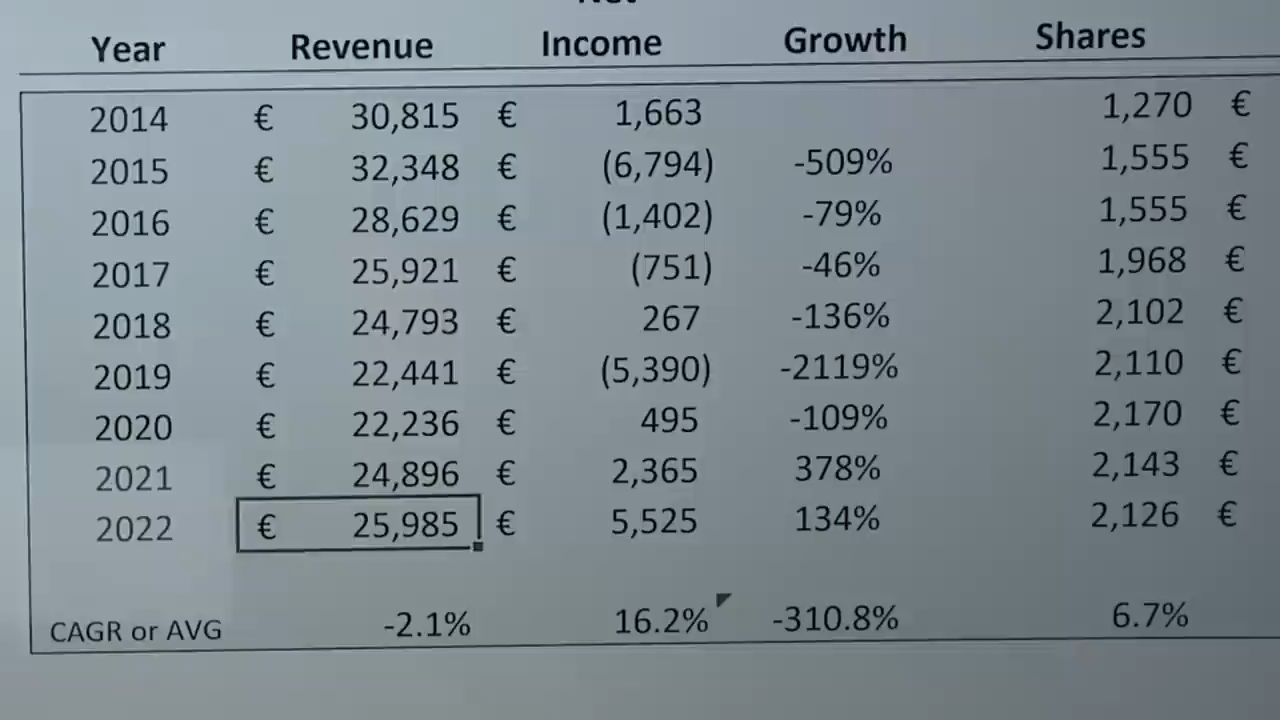 Net
Year Revenue Income Growth Shares
2014 € 30,815 € 1,663 1,270 €
2015 € 32,348 € (6,794) -509% 1,555 €
2016 € 28,629 € (1,402) -79% 1,555 €
2017 € 25,921 € (751) -46% 1,968 €
2018 € 24,793 € 267 -136% 2,102 €
2019 € 22,441 € (5,390) -2119% 2,110 €
2020 € 22,236 € 495 -109% 2,170 €
2021 € 24,896 € 2,365 378% 2,143 €
2022 € 25,985 € 5,525 134% 2,126 €
CAGR or AVG -2.1% 16.2% -310.8% 6.7%